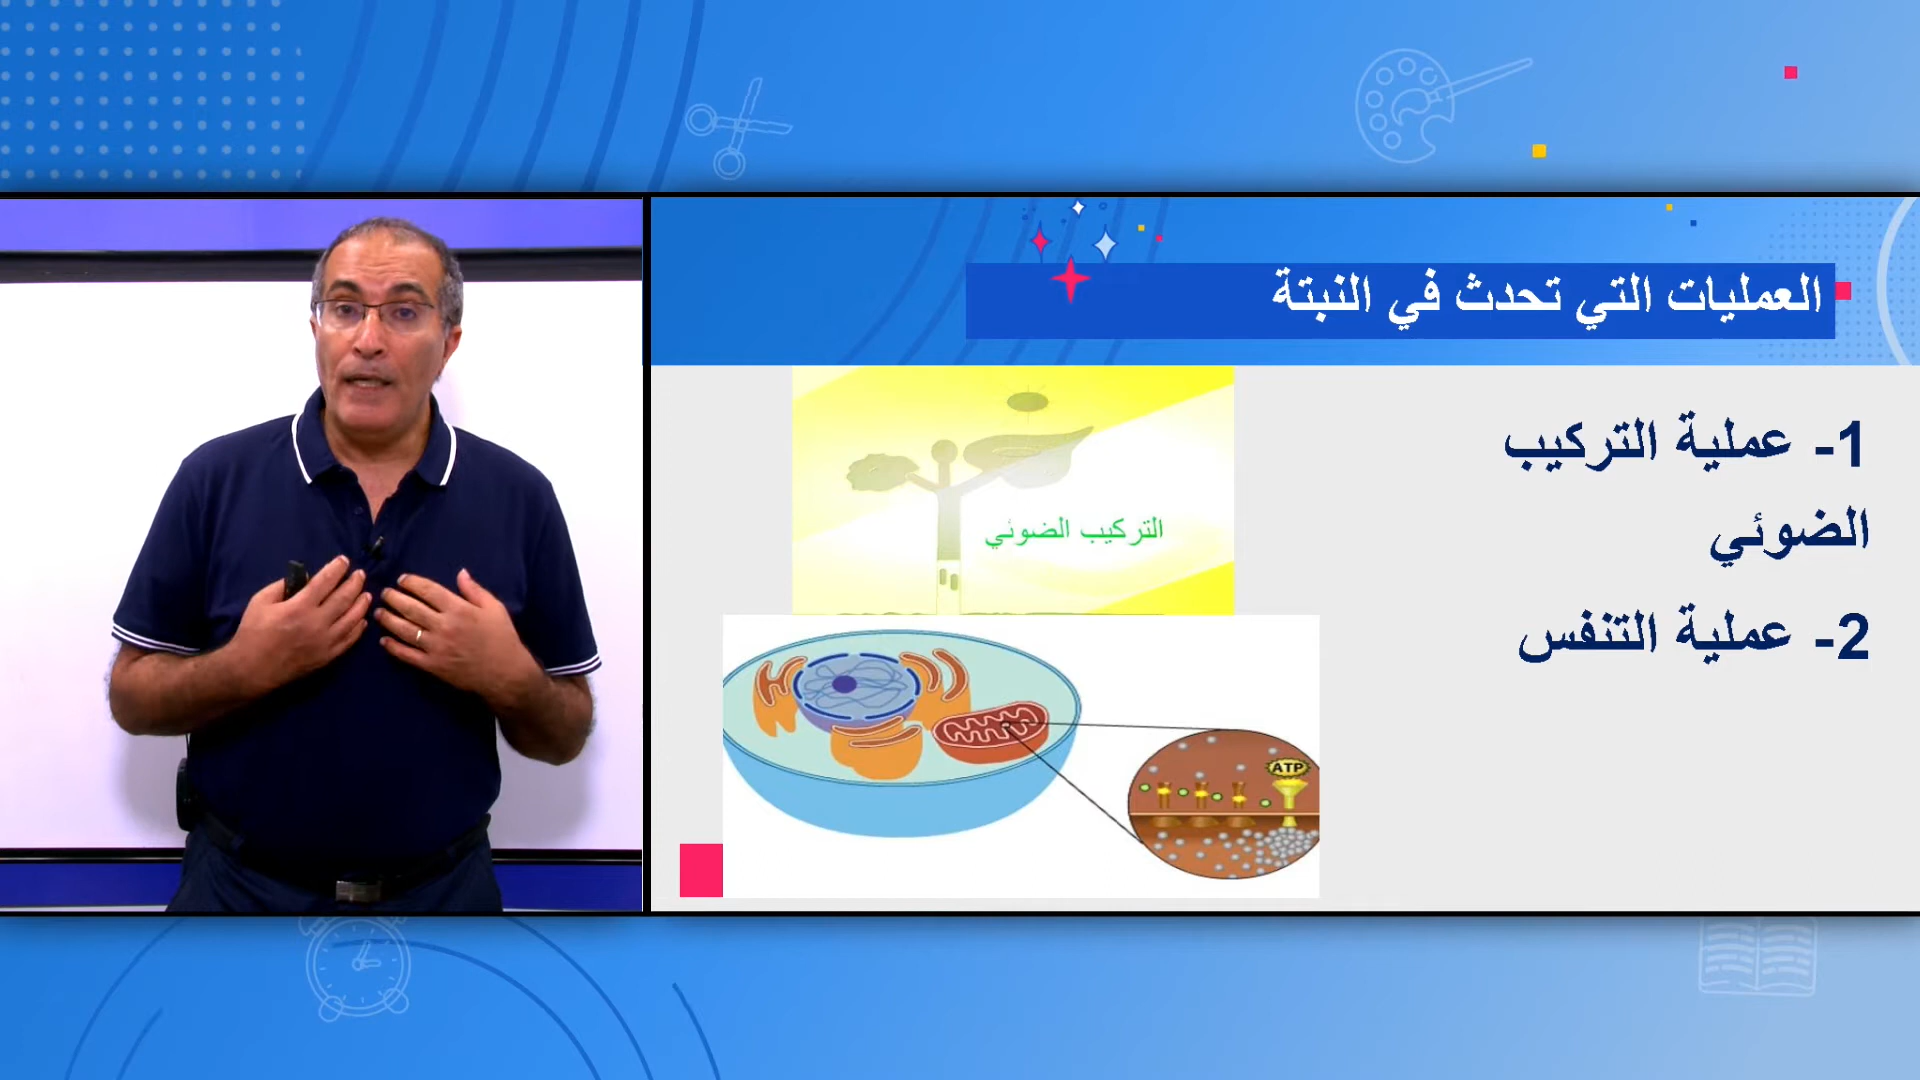 العمليات التي تحدث في النبتة
1- عملية التركيب
الضوئي
2- عملية التنفس
التركيب الضوئي
ATP